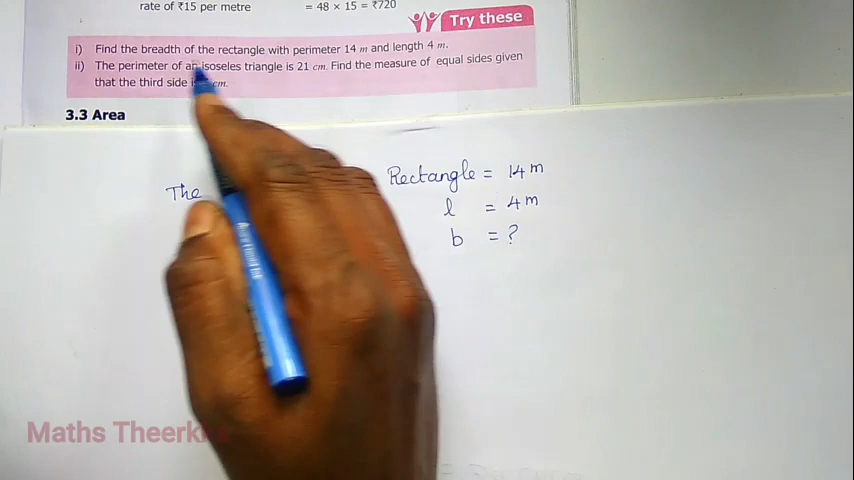 rate of ₹15 per metre = 48 × 15 = ₹720
Try these
i) Find the breadth of the rectangle with perimeter 14 m and length 4 m.
ii) The perimeter of an isoseles triangle is 21 cm. Find the measure of equal sides given
that the third side cm.
3.3 Area
The Rectangle = 14 m
l = 4 m
b = ?
Maths